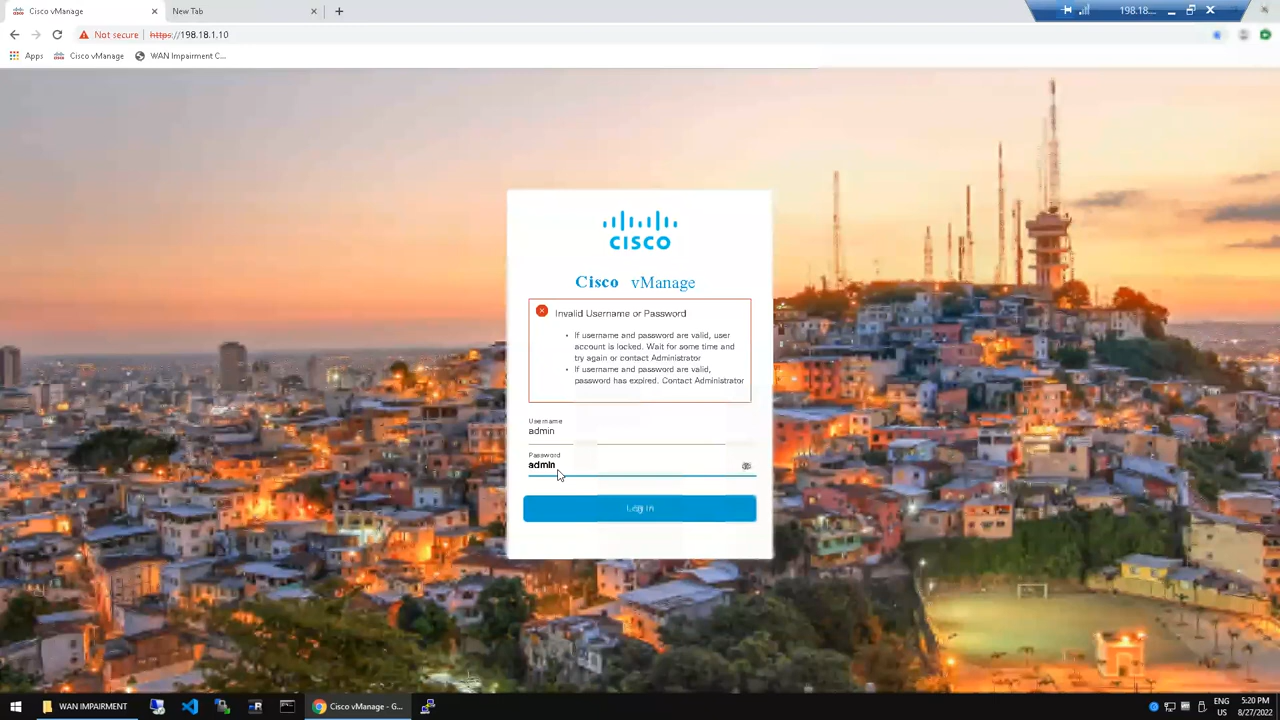 Cisco vManage
New Tab
198.18...
Not secure
https://198.18.1.10
Apps
Cisco vManage
WAN Impairment C...
CISCO
Cisco vManage
Invalid Username or Password
• If username and password are valid, user
account is locked. Wait for some time and
try again or contact Administrator
• If username and password are valid,
password has expired. Contact Administrator
Username
admin
Password
admin
Log In
WAN IMPAIRMENT
Cisco vManage - G...
ENG
US
5:20 PM
8/27/2022